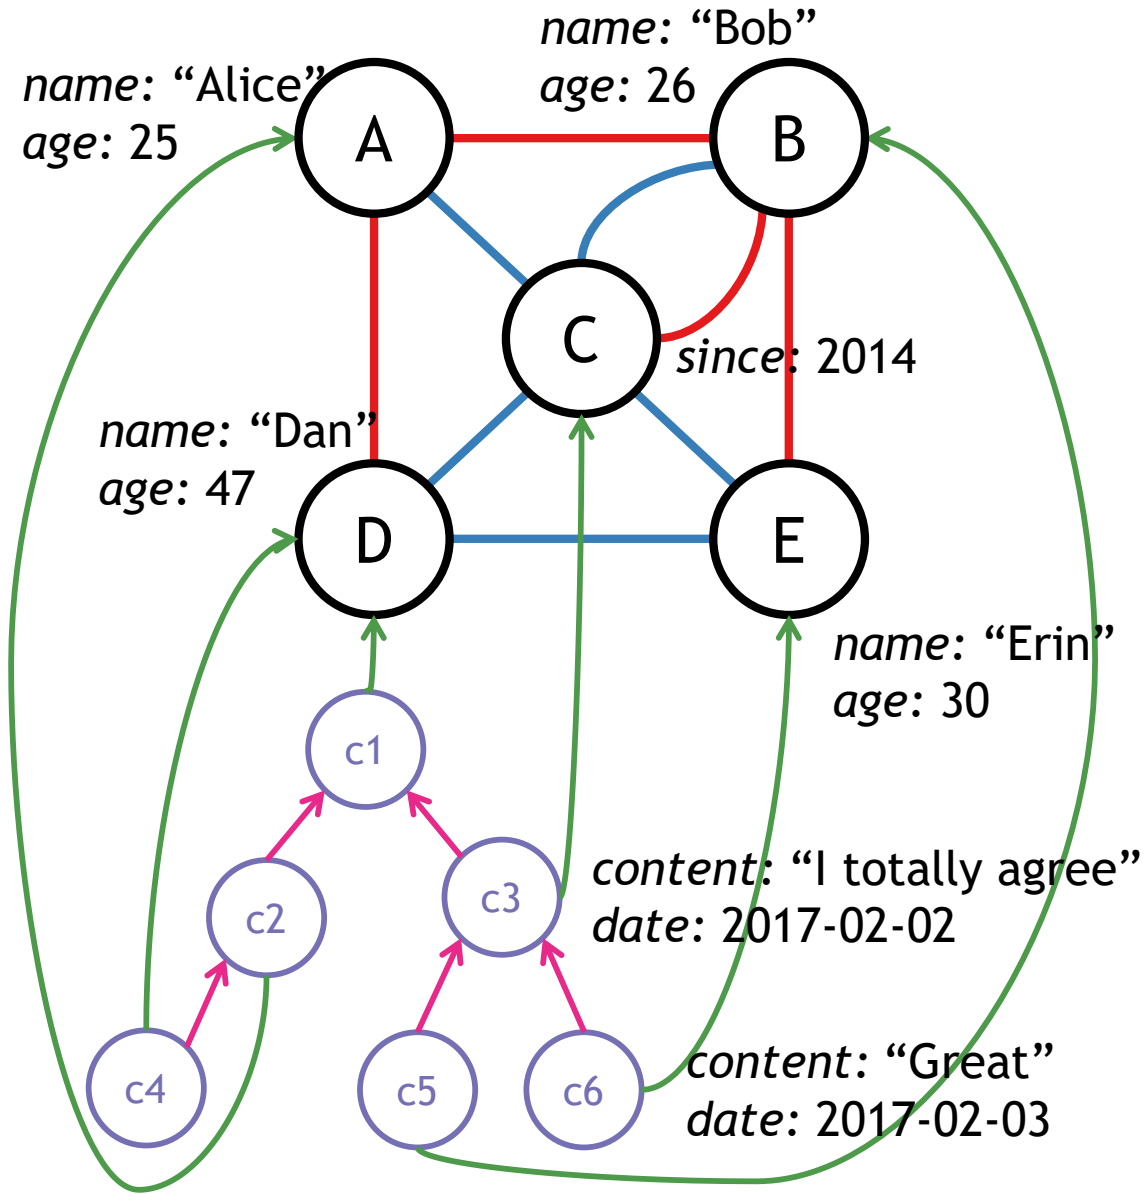 name: “Bob”
age: 26
name: “Alice”
age: 25
A
B
C
since: 2014
name: “Dan”
age: 47
D
E
name: “Erin”
age: 30
c1
c2
c3
content: “I totally agree”
date: 2017-02-02
c4
c5
c6
content: “Great”
date: 2017-02-03